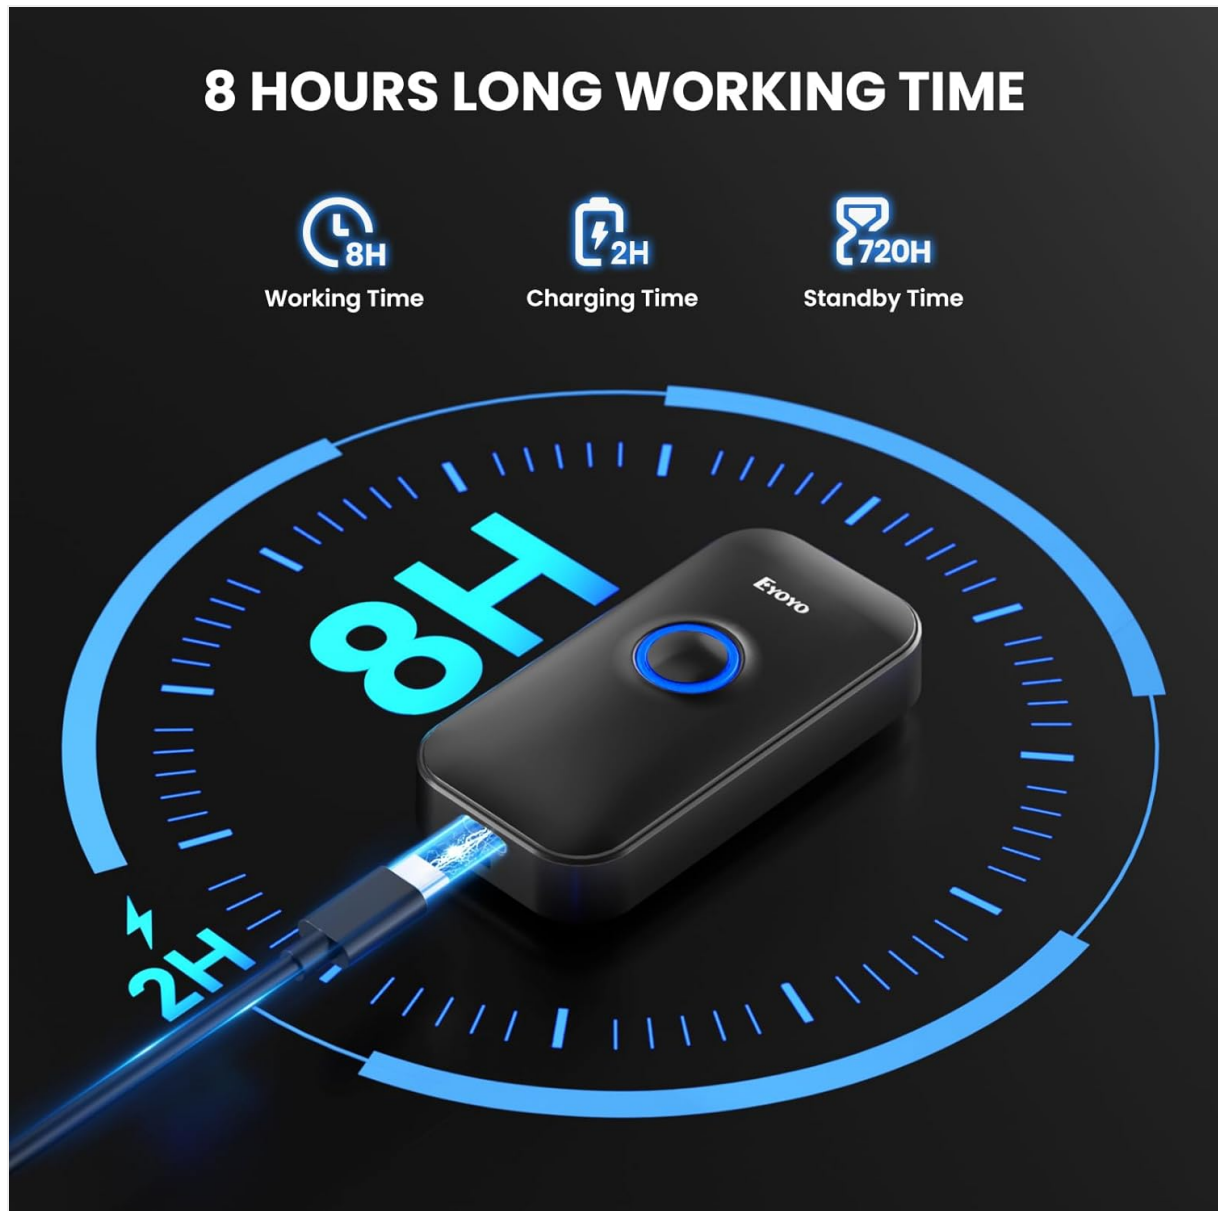 8 HOURS LONG WORKING TIME
8H
2H
720H
Working Time
Charging Time
Standby Time
8H
EYOYO
2H